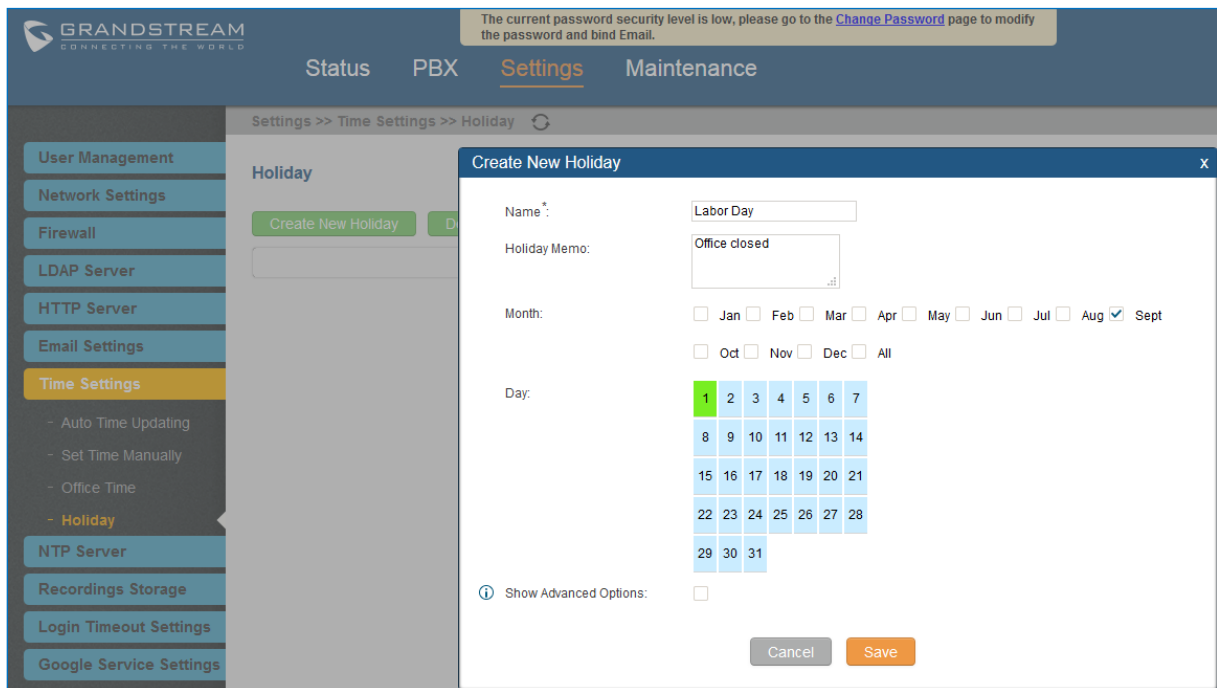 GRANDSTREAM
CONNECTING THE WORLD
The current password security level is low, please go to the Change Password page to modify
the password and bind Email.
Status PBX Settings Maintenance
Settings >> Time Settings >> Holiday
User Management
Network Settings
Firewall
LDAP Server
HTTP Server
Email Settings
Time Settings
- Auto Time Updating
- Set Time Manually
- Office Time
- Holiday
NTP Server
Recordings Storage
Login Timeout Settings
Google Service Settings
Holiday
Create New Holiday
Create New Holiday x
Name*: Labor Day
Holiday Memo: Office closed
Month: Jan Feb Mar Apr May Jun Jul Aug Sept
Oct Nov Dec All
Day: 1 2 3 4 5 6 7
8 9 10 11 12 13 14
15 16 17 18 19 20 21
22 23 24 25 26 27 28
29 30 31
Show Advanced Options:
Cancel Save